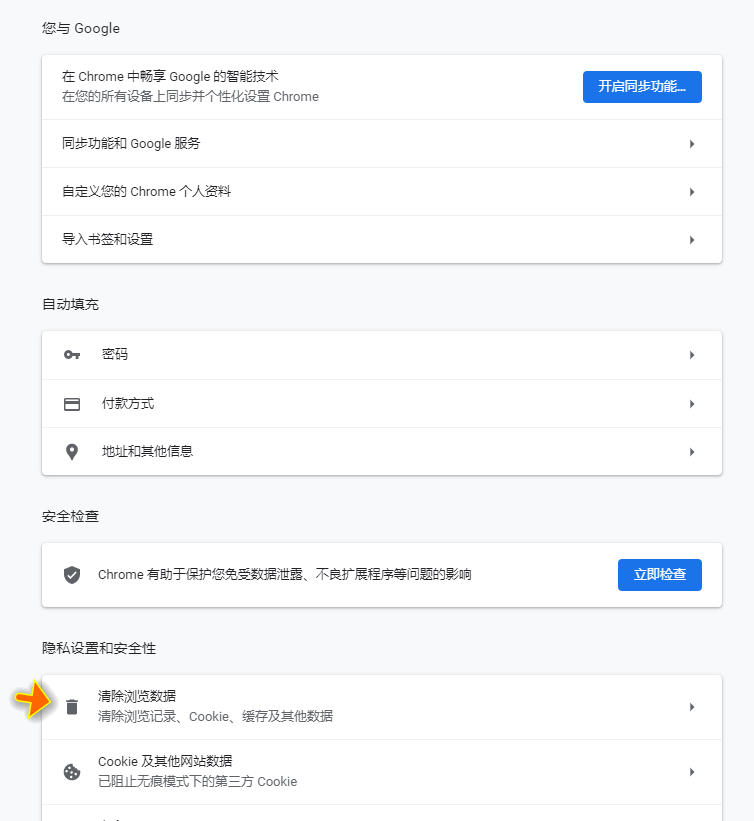 您与 Google
在 Chrome 中畅享 Google 的智能技术
在您的所有设备上同步并个性化设置 Chrome
开启同步功能...
同步功能和 Google 服务
自定义您的 Chrome 个人资料
导入书签和设置
自动填充
密码
付款方式
地址和其他信息
安全检查
Chrome 有助于保护您免受数据泄露、不良扩展程序等问题的影响
立即检查
隐私设置和安全性
清除浏览数据
清除浏览记录、Cookie、缓存及其他数据
Cookie 及其他网站数据
已阻止无痕模式下的第三方 Cookie